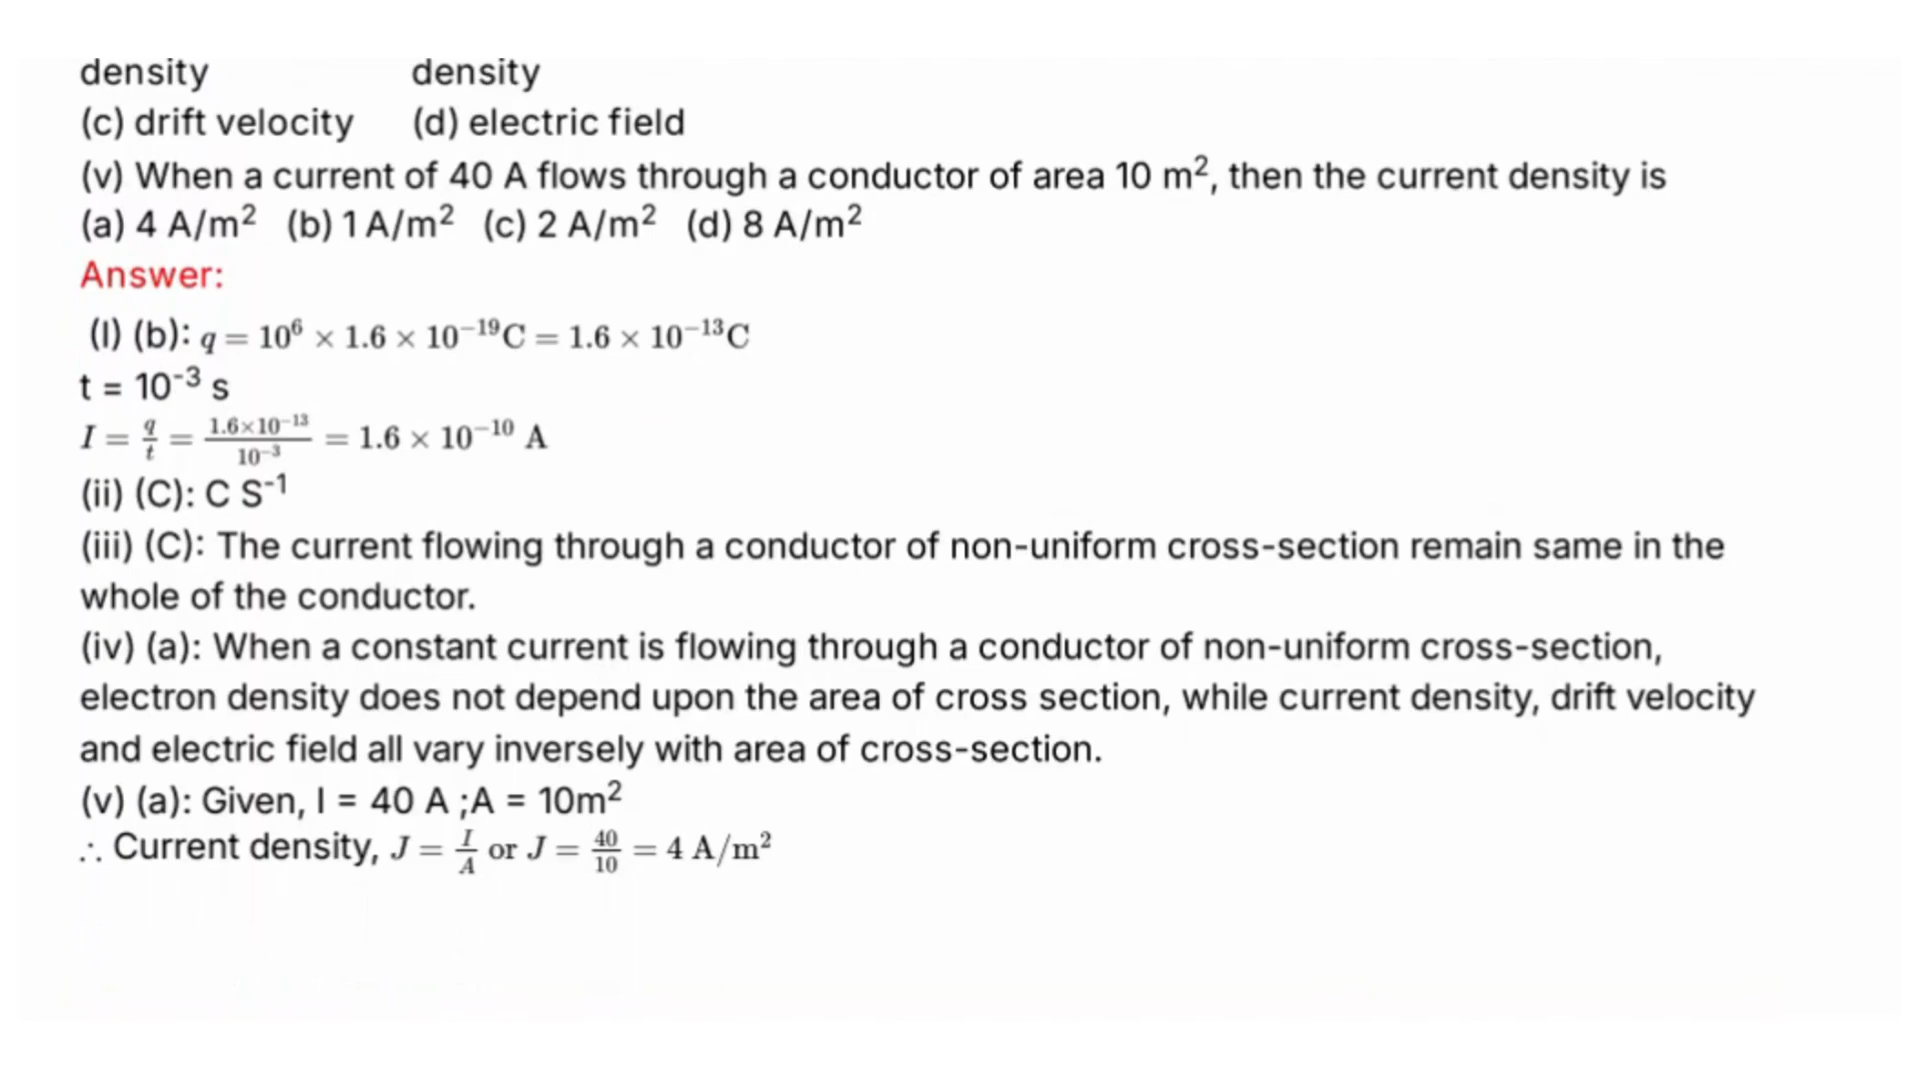 density density
(c) drift velocity (d) electric field
(v) When a current of 40 A flows through a conductor of area 10 m², then the current density is
(a) 4 A/m² (b) 1 A/m² (c) 2 A/m² (d) 8 A/m²
Answer:
(I) (b): q = 10⁶ × 1.6 × 10⁻¹⁹C = 1.6 × 10⁻¹³C
t = 10⁻³ s
I = q/t = 1.6×10⁻¹³/10⁻³ = 1.6 × 10⁻¹⁰ A
(ii) (C): C S⁻¹
(iii) (C): The current flowing through a conductor of non-uniform cross-section remain same in the
whole of the conductor.
(iv) (a): When a constant current is flowing through a conductor of non-uniform cross-section,
electron density does not depend upon the area of cross section, while current density, drift velocity
and electric field all vary inversely with area of cross-section.
(v) (a): Given, I = 40 A ;A = 10m²
∴ Current density, J = I/A or J = 40/10 = 4 A/m²